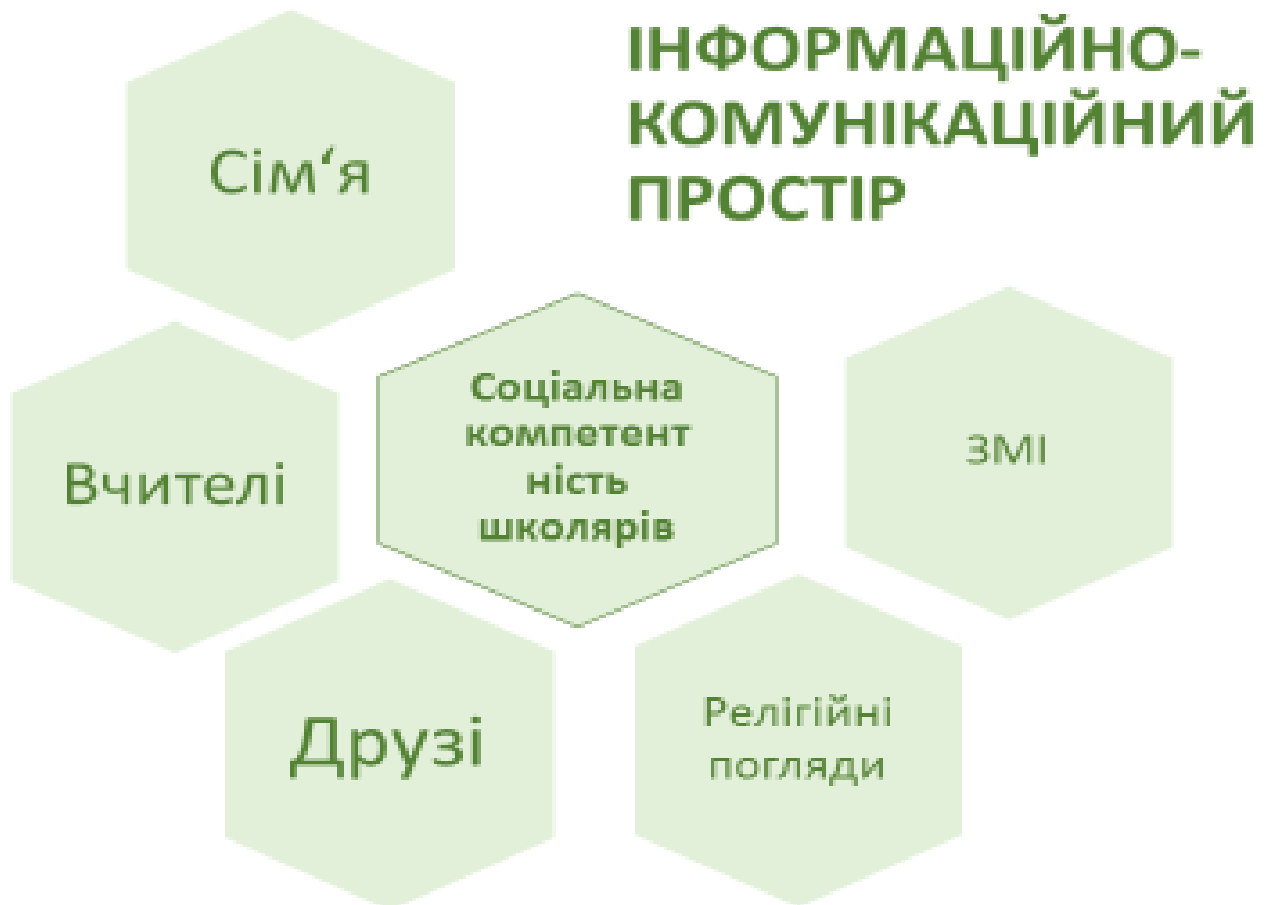 ІНФОРМАЦІЙНО-
КОМУНІКАЦІЙНИЙ
ПРОСТІР
Сім‘я
Соціальна
компетент
ність
школярів
ЗМІ
Вчителі
Друзі
Релігійні
погляди